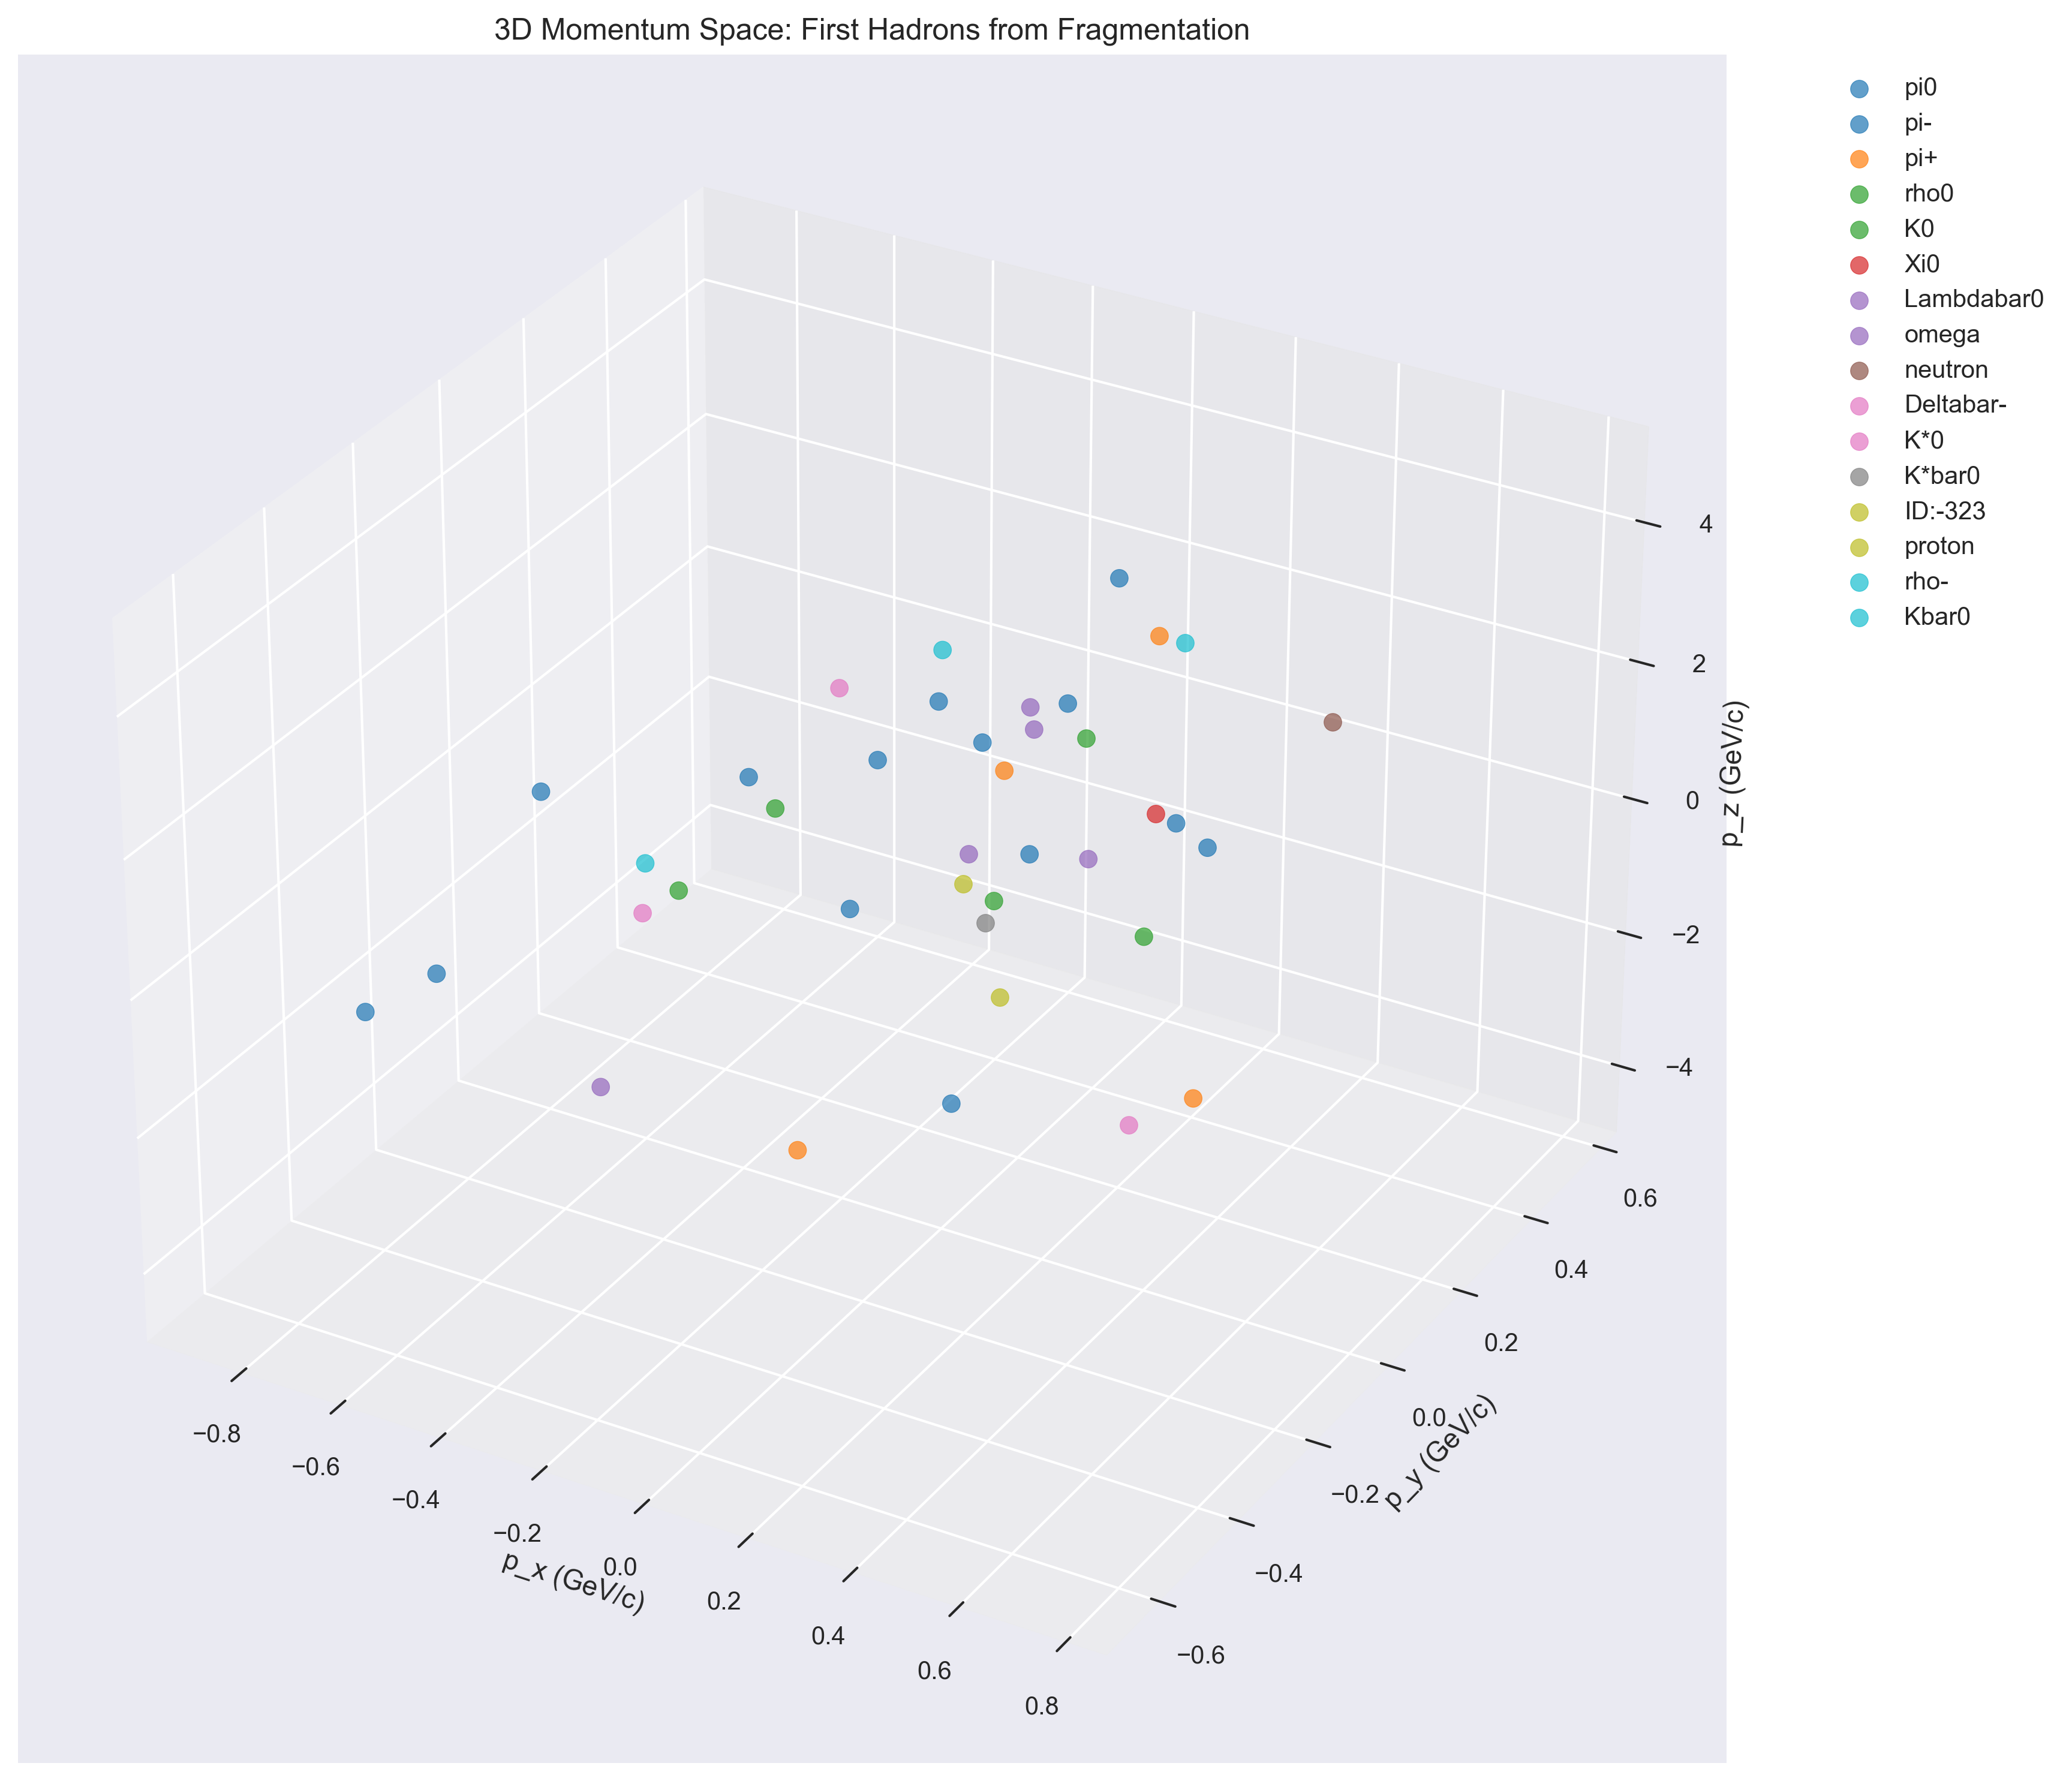 3D Momentum Space: First Hadrons from Fragmentation
pi0
pi-
pi+
rho0
K0
Xi0
Lambdabar0
omega
neutron
Deltabar-
K*0
K*bar0
ID:-323
proton
rho-
Kbar0
4
2
0
−2
−4
p_z (GeV/c)
0.6
0.4
0.2
0.0
−0.2
−0.4
−0.6
p_y (GeV/c)
−0.8
−0.6
−0.4
−0.2
0.0
0.2
0.4
0.6
0.8
p_x (GeV/c)